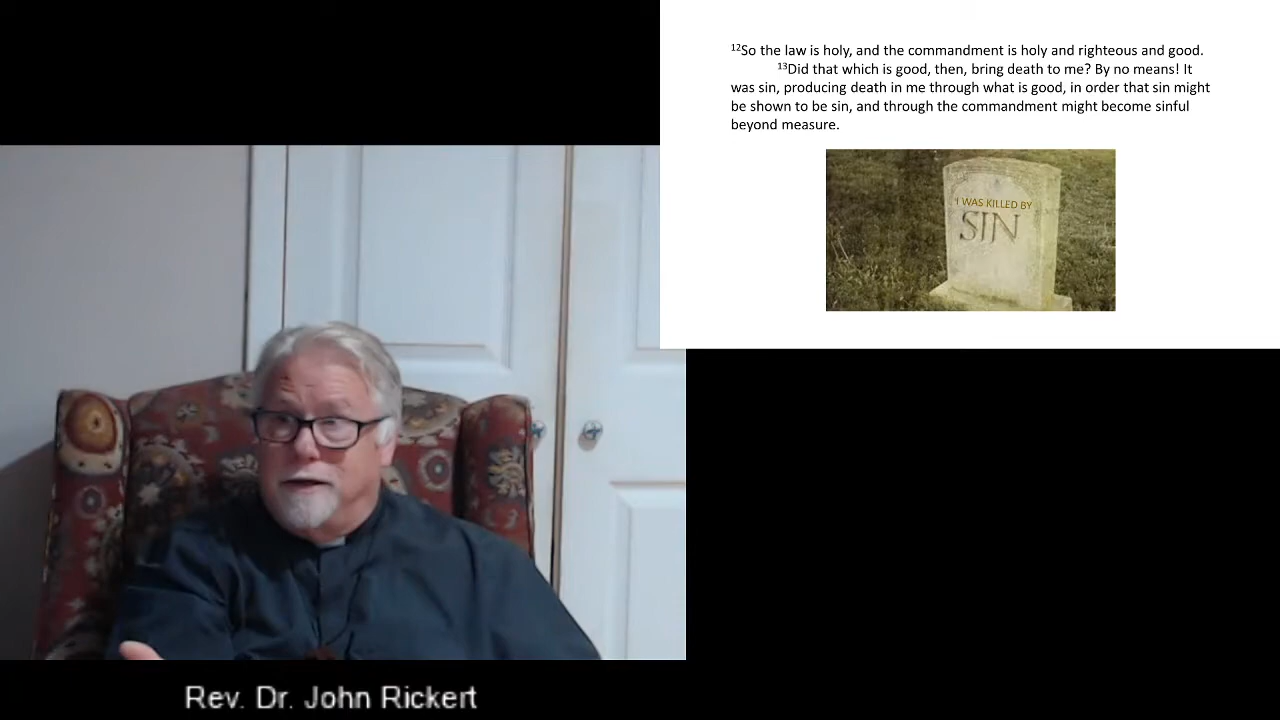 ¹²So the law is holy, and the commandment is holy and righteous and good.
¹³Did that which is good, then, bring death to me? By no means! It
was sin, producing death in me through what is good, in order that sin might
be shown to be sin, and through the commandment might become sinful
beyond measure.
I WAS KILLED BY
SIN
Rev. Dr. John Rickert